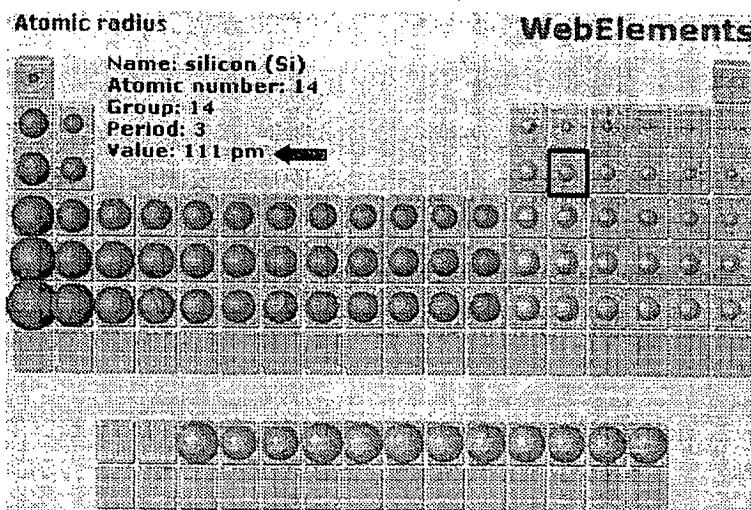 Atomic radius
WebElements
Name: silicon (Si)
Atomic number: 14
Group: 14
Period: 3
Value: 111 pm